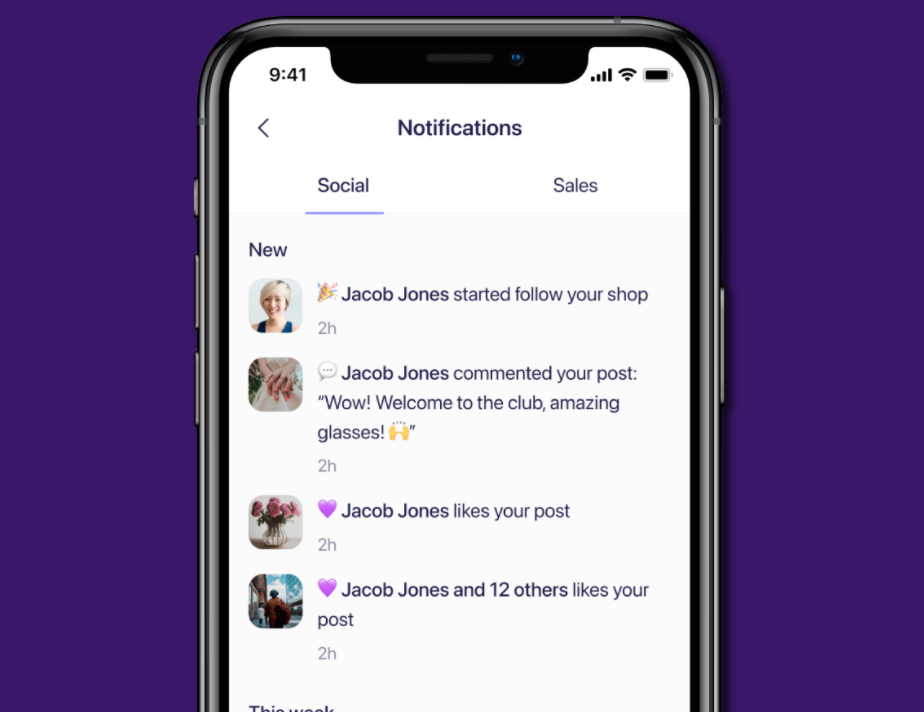 9:41
Notifications
Social Sales
New
🎉 Jacob Jones started follow your shop
2h
💬 Jacob Jones commented your post:
“Wow! Welcome to the club, amazing
glasses! 🙌”
2h
💜 Jacob Jones likes your post
2h
💜 Jacob Jones and 12 others likes your
post
2h
This week